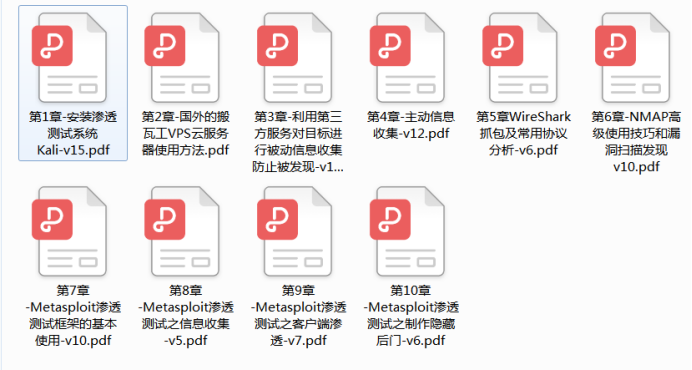 第1章-安装渗透
测试系统
Kali-v15.pdf
第2章-国外的搬
瓦工VPS云服务
器使用方法.pdf
第3章-利用第三
方服务对目标进
行被动信息收集
防止被发现-v1...
第4章-主动信息
收集-v12.pdf
第5章WireShark
抓包及常用协议
分析-v6.pdf
第6章-NMAP高
级使用技巧和漏
洞扫描发现
v10.pdf
第7章
-Metasploit渗透
测试框架的基本
使用-v10.pdf
第8章
-Metasploit渗透
测试之信息收集
-v5.pdf
第9章
-Metasploit渗透
测试之客户端渗
透-v7.pdf
第10章
-Metasploit渗透
测试之制作隐藏
后门-v6.pdf